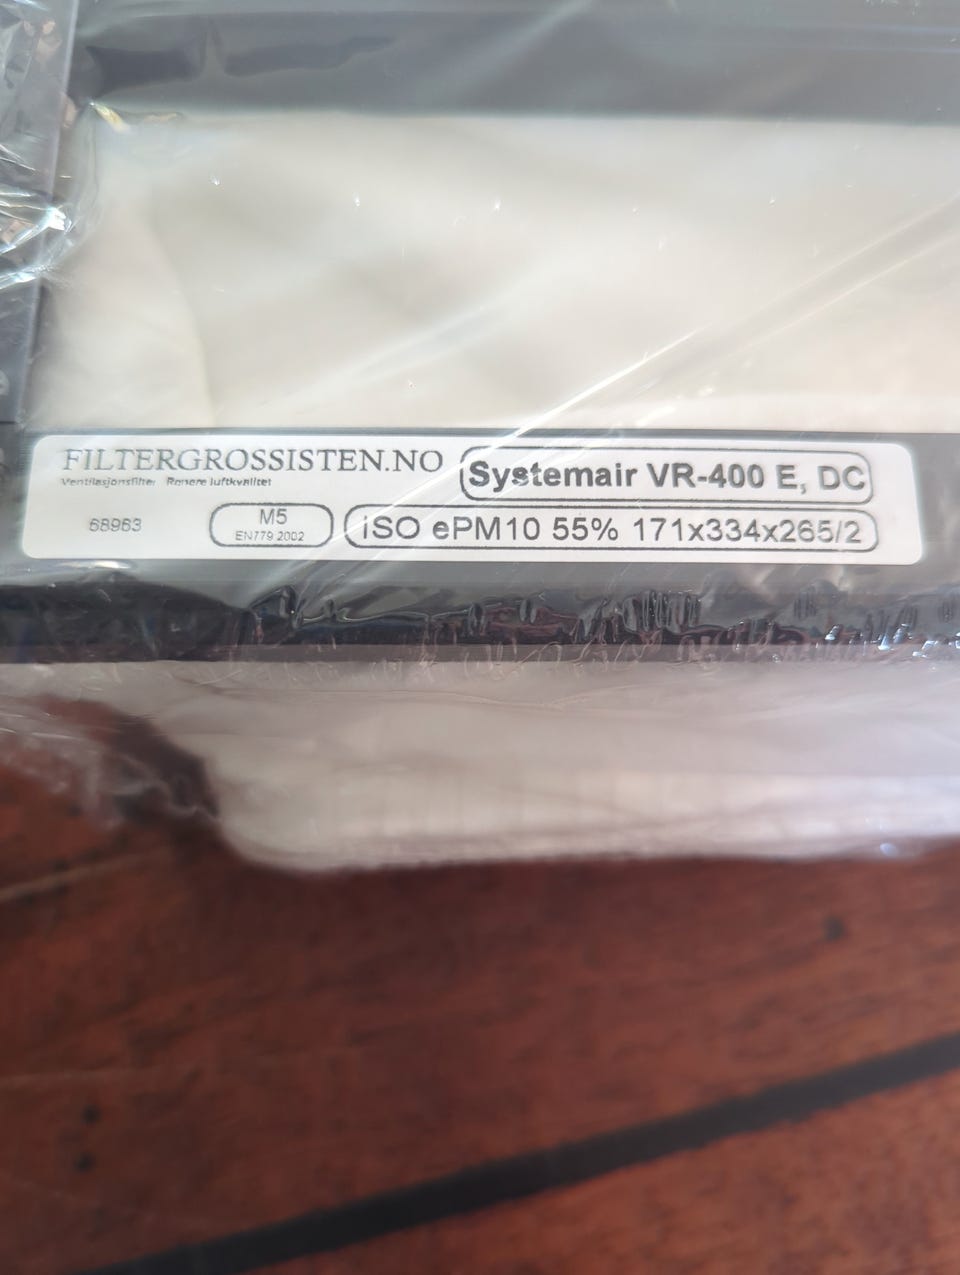 FILTERGROSSISTEN.NO
Ventilasjonsfilter Renere luftkvalitet
Systemair VR-400 E, DC
68963
M5
EN779 2002
ISO ePM10 55% 171x334x265/2